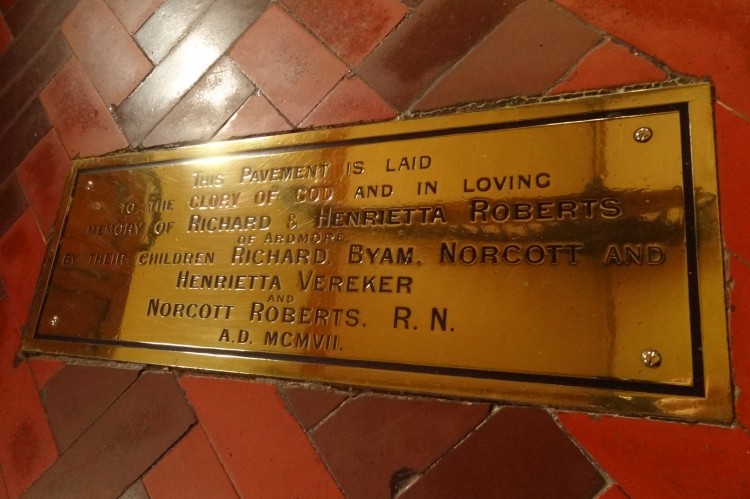 THIS PAVEMENT IS LAID
TO THE GLORY OF GOD AND IN LOVING
MEMORY OF RICHARD & HENRIETTA ROBERTS
OF ARDMORE,
BY THEIR CHILDREN RICHARD, BYAM, NORCOTT AND
HENRIETTA VEREKER
AND
NORCOTT ROBERTS. R. N.
A.D. MCMVII.